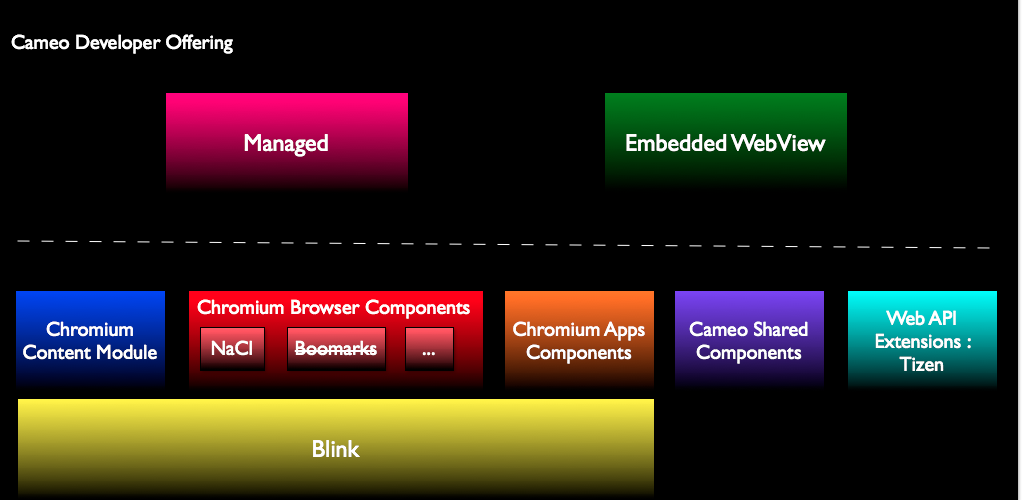 Cameo Developer Offering
Managed
Embedded WebView
Chromium
Content Module
Chromium Browser Components
NaCl
Boomarks
...
Chromium Apps
Components
Cameo Shared
Components
Web API
Extensions :
Tizen
Blink